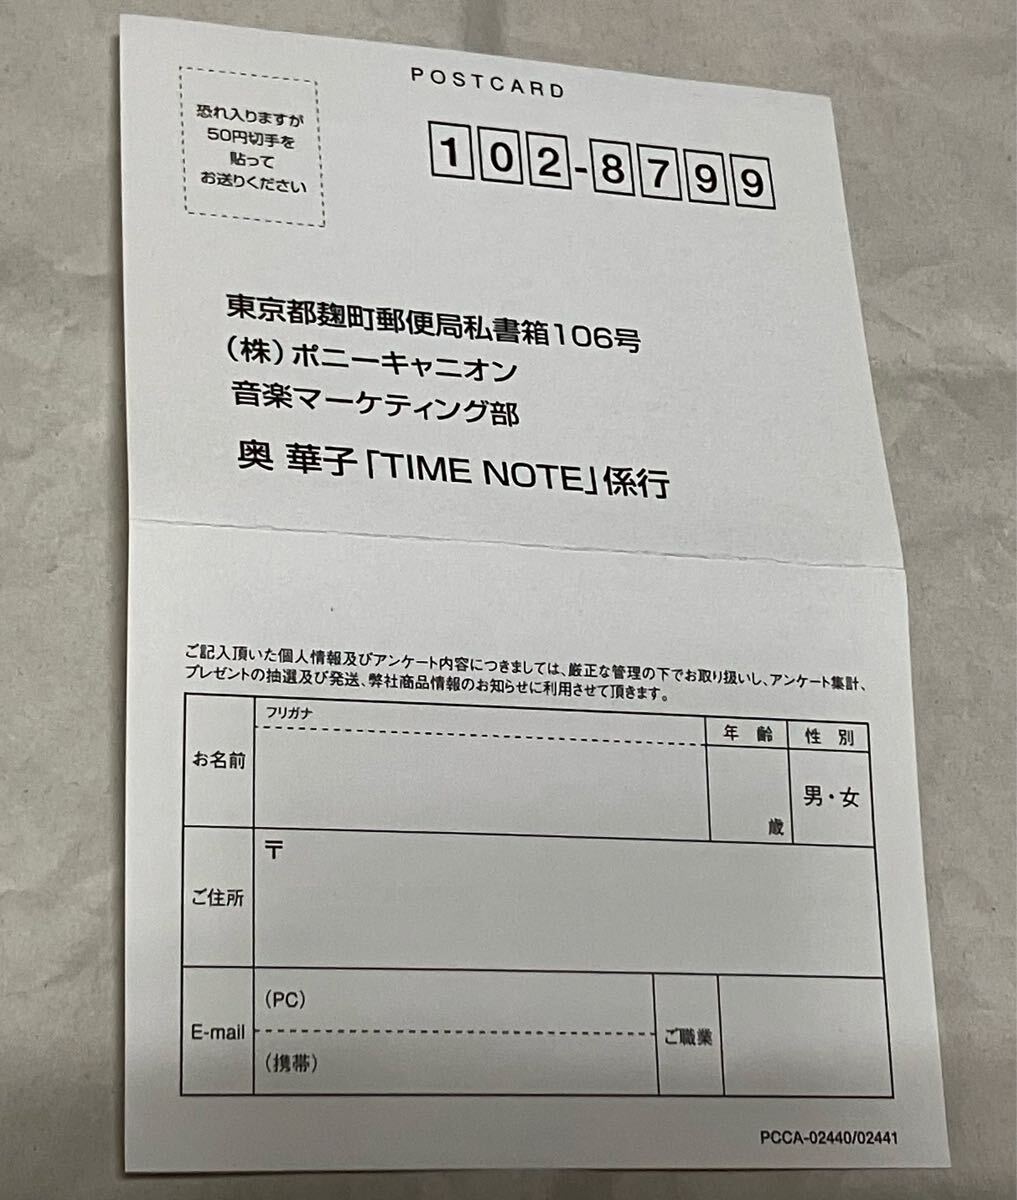 POSTCARD
恐れ入りますが
50円切手を
貼って
お送りください
102-8799
東京都麹町郵便局私書箱106号
(株)ポニーキャニオン
音楽マーケティング部
奥 華子「TIME NOTE」係行
ご記入頂いた個人情報及びアンケート内容につきましては、厳正な管理の下でお取り扱いし、アンケート集計、
プレゼントの抽選及び発送、弊社商品情報のお知らせに利用させて頂きます。
お名前
フリガナ
年 齢
性 別
歳
男・女
ご住所
〒
E-mail
(PC)
(携帯)
ご職業
PCCA-02440/02441